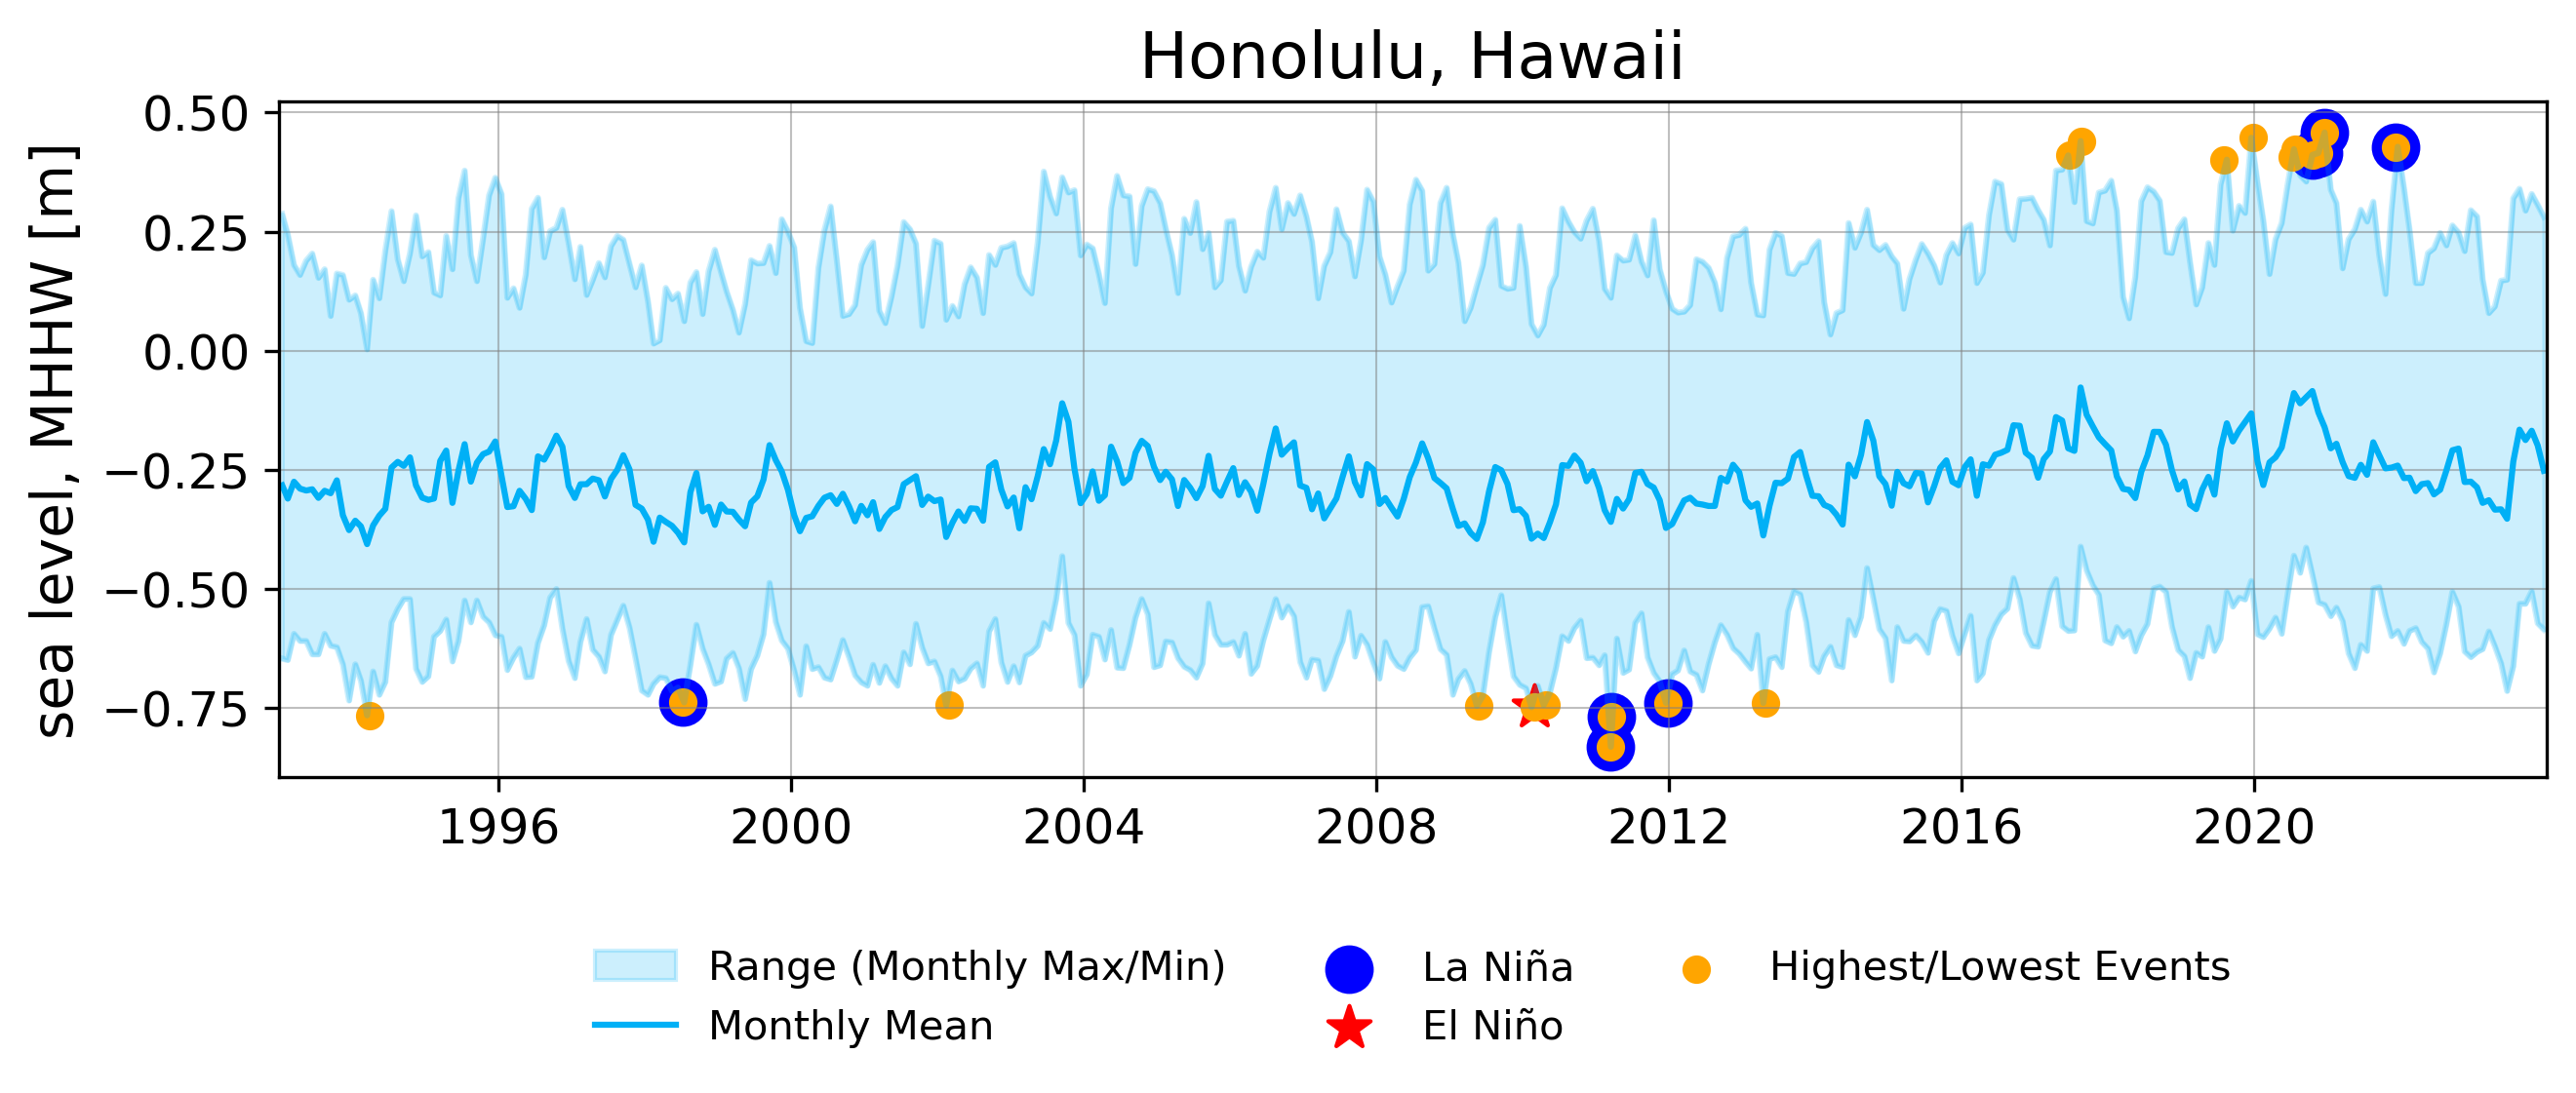 Honolulu, Hawaii
sea level, MHHW [m]
0.50
0.25
0.00
−0.25
−0.50
−0.75
1996 2000 2004 2008 2012 2016 2020
Range (Monthly Max/Min) La Niña Highest/Lowest Events
Monthly Mean El Niño